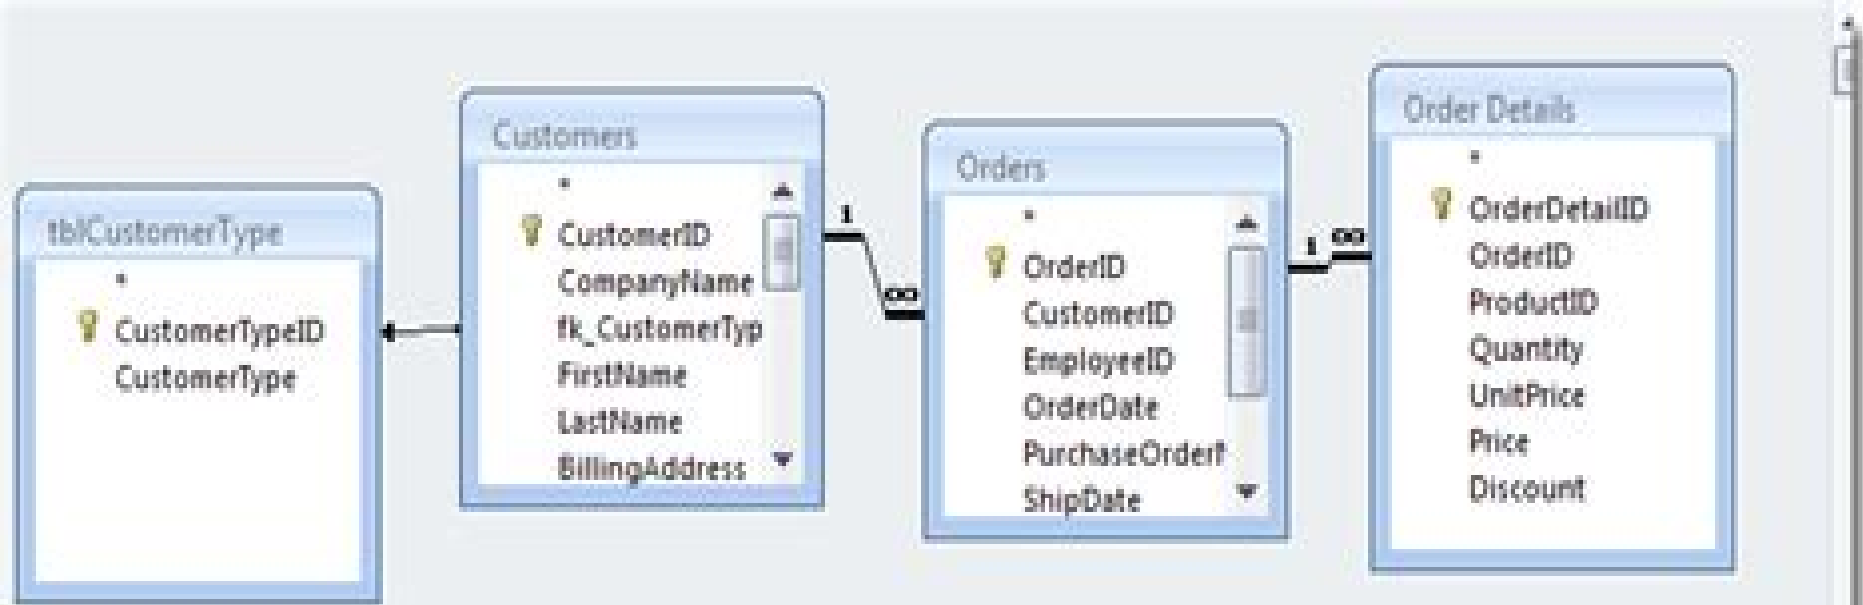 tblCustomerType
*
CustomerTypeID
CustomerType
Customers
*
CustomerID
CompanyName
fk_CustomerTyp
FirstName
LastName
BillingAddress
1
∞
Orders
*
OrderID
CustomerID
EmployeeID
OrderDate
PurchaseOrder
ShipDate
1
∞
Order Details
*
OrderDetailID
OrderID
ProductID
Quantity
UnitPrice
Price
Discount